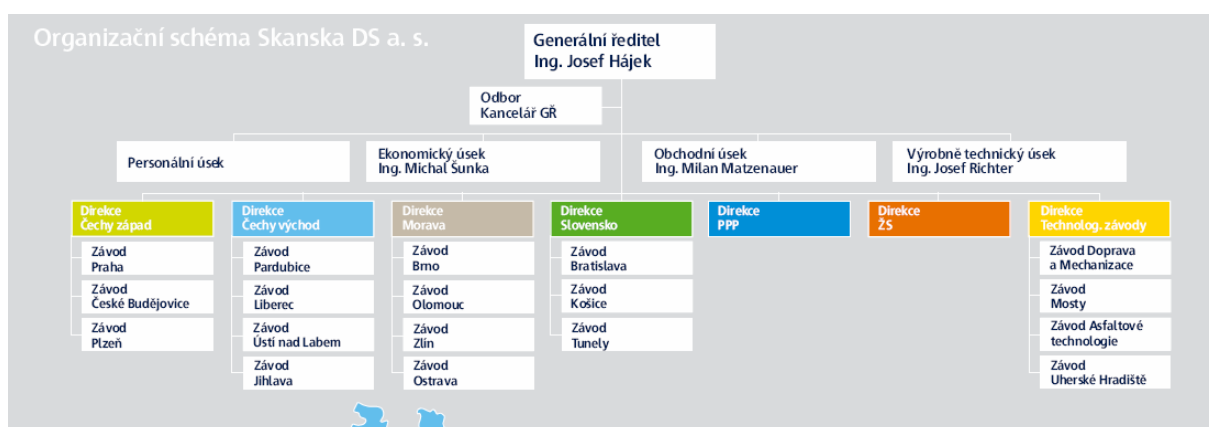 Organizační schéma Skanska DS a. s.
Generální ředitel
Ing. Josef Hájek
Odbor
Kancelář GŘ
Personální úsek
Ekonomický úsek
Ing. Michal Šunka
Obchodní úsek
Ing. Milan Matzenauer
Výrobně technický úsek
Ing. Josef Richter
Direkce
Čechy západ
Závod
Praha
Závod
České Budějovice
Závod
Plzeň
Direkce
Čechy východ
Závod
Pardubice
Závod
Liberec
Závod
Ústí nad Labem
Závod
Jihlava
Direkce
Morava
Závod
Brno
Závod
Olomouc
Závod
Zlín
Závod
Ostrava
Direkce
Slovensko
Závod
Bratislava
Závod
Košice
Závod
Tunely
Direkce
PPP
Direkce
ŽS
Direkce
Technolog. závody
Závod Doprava
a Mechanizace
Závod
Mosty
Závod Asfaltové
technologie
Závod
Uherské Hradiště